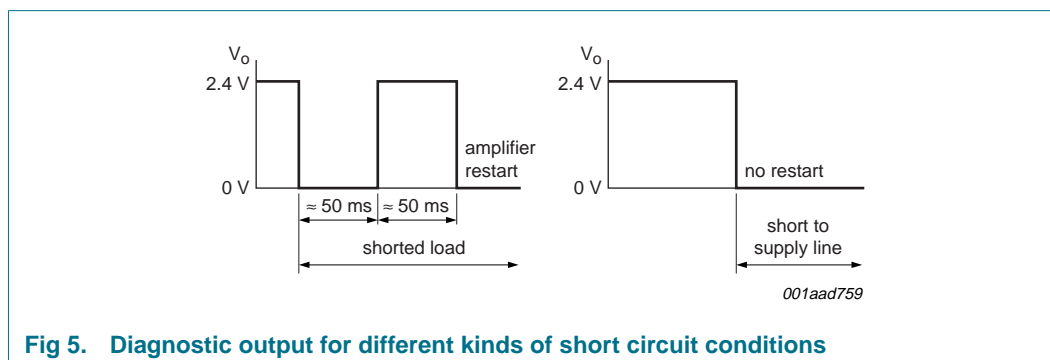 Vo
2.4 V
0 V
≈ 50 ms
≈ 50 ms
amplifier
restart
shorted load
Vo
2.4 V
0 V
no restart
short to
supply line
001aad759
Fig 5. Diagnostic output for different kinds of short circuit conditions